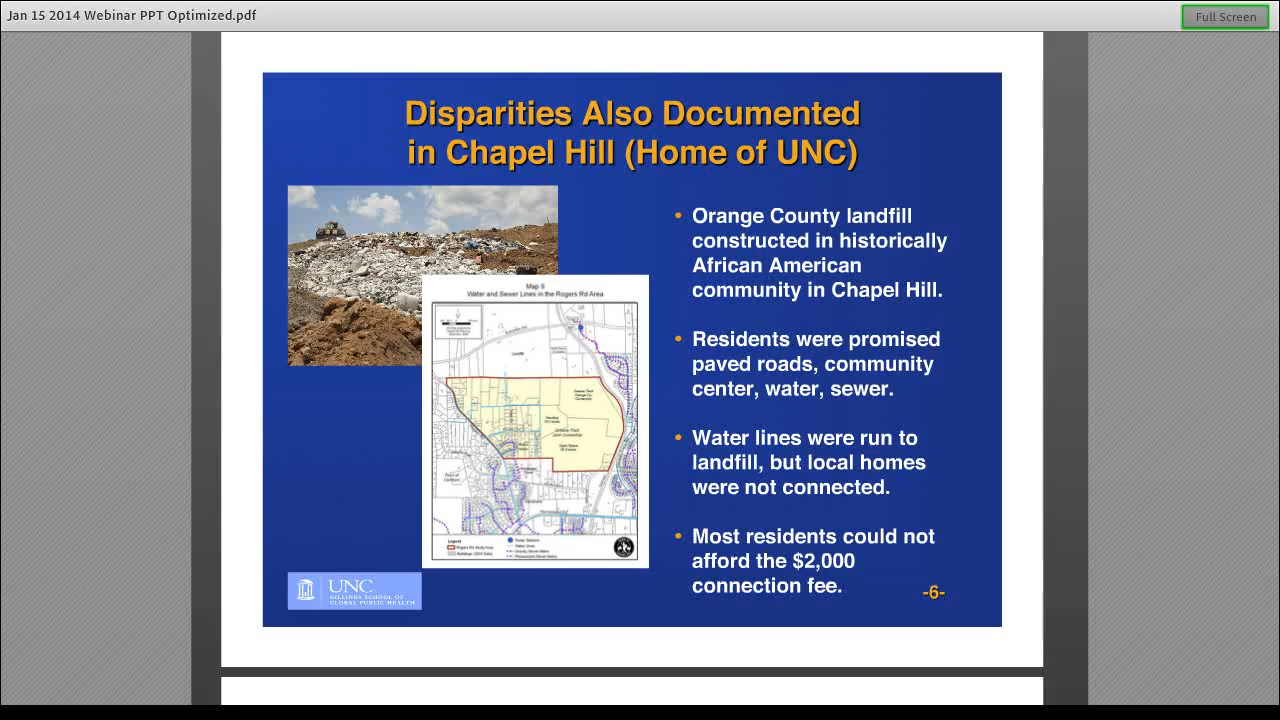 Jan 15 2014 Webinar PPT Optimized.pdf
Full Screen
Disparities Also Documented
in Chapel Hill (Home of UNC)
• Orange County landfill
constructed in historically
African American
community in Chapel Hill.
• Residents were promised
paved roads, community
center, water, sewer.
• Water lines were run to
landfill, but local homes
were not connected.
• Most residents could not
afford the $2,000
connection fee.
Map 9
Water and Sewer Lines in the Rogers Rd Area
Landfill
Legend
UNC
GILLINGS SCHOOL OF
GLOBAL PUBLIC HEALTH
-6-